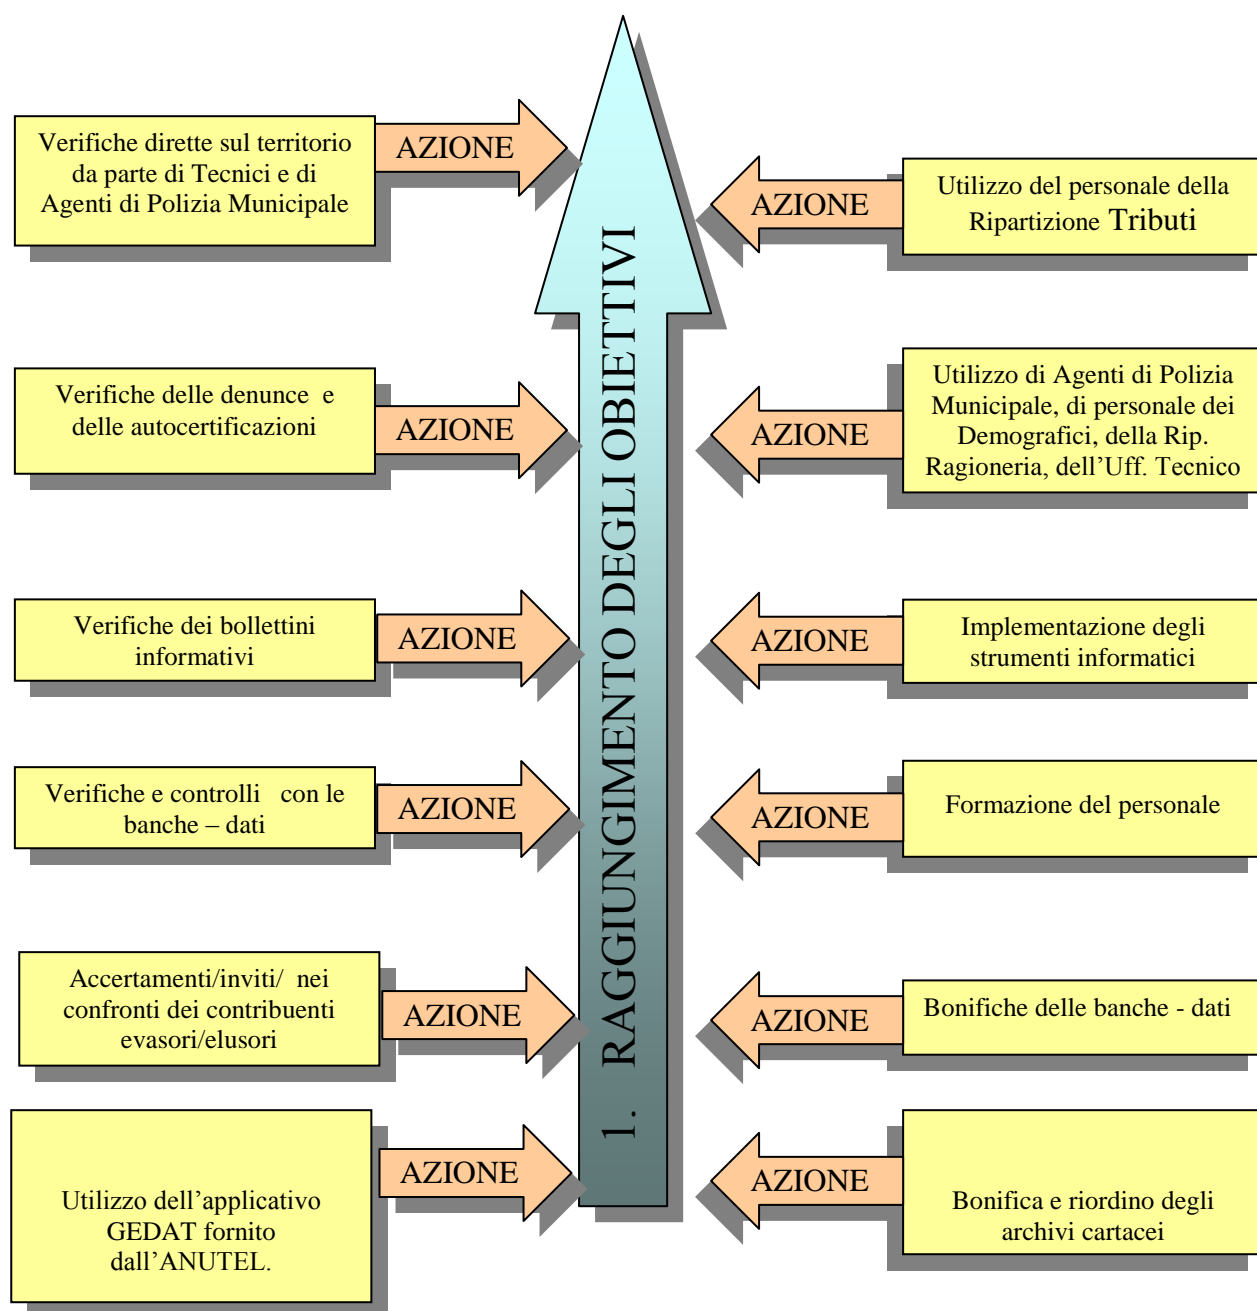 Verifiche dirette sul territorio
da parte di Tecnici e di
Agenti di Polizia Municipale
AZIONE
AZIONE
Utilizzo del personale della
Ripartizione Tributi
Verifiche delle denunce e
delle autocertificazioni
AZIONE
AZIONE
Utilizzo di Agenti di Polizia
Municipale, di personale dei
Demografici, della Rip.
Ragioneria, dell'Uff. Tecnico
Verifiche dei bollettini
informativi
AZIONE
AZIONE
Implementazione degli
strumenti informatici
Verifiche e controlli con le
banche – dati
AZIONE
AZIONE
Formazione del personale
Accertamenti/inviti/ nei
confronti dei contribuenti
evasori/elusori
AZIONE
AZIONE
Bonifiche delle banche - dati
Utilizzo dell'applicativo
GEDAT fornito
dall'ANUTEL.
AZIONE
AZIONE
Bonifica e riordino degli
archivi cartacei
1. RAGGIUNGIMENTO DEGLI OBIETTIVI